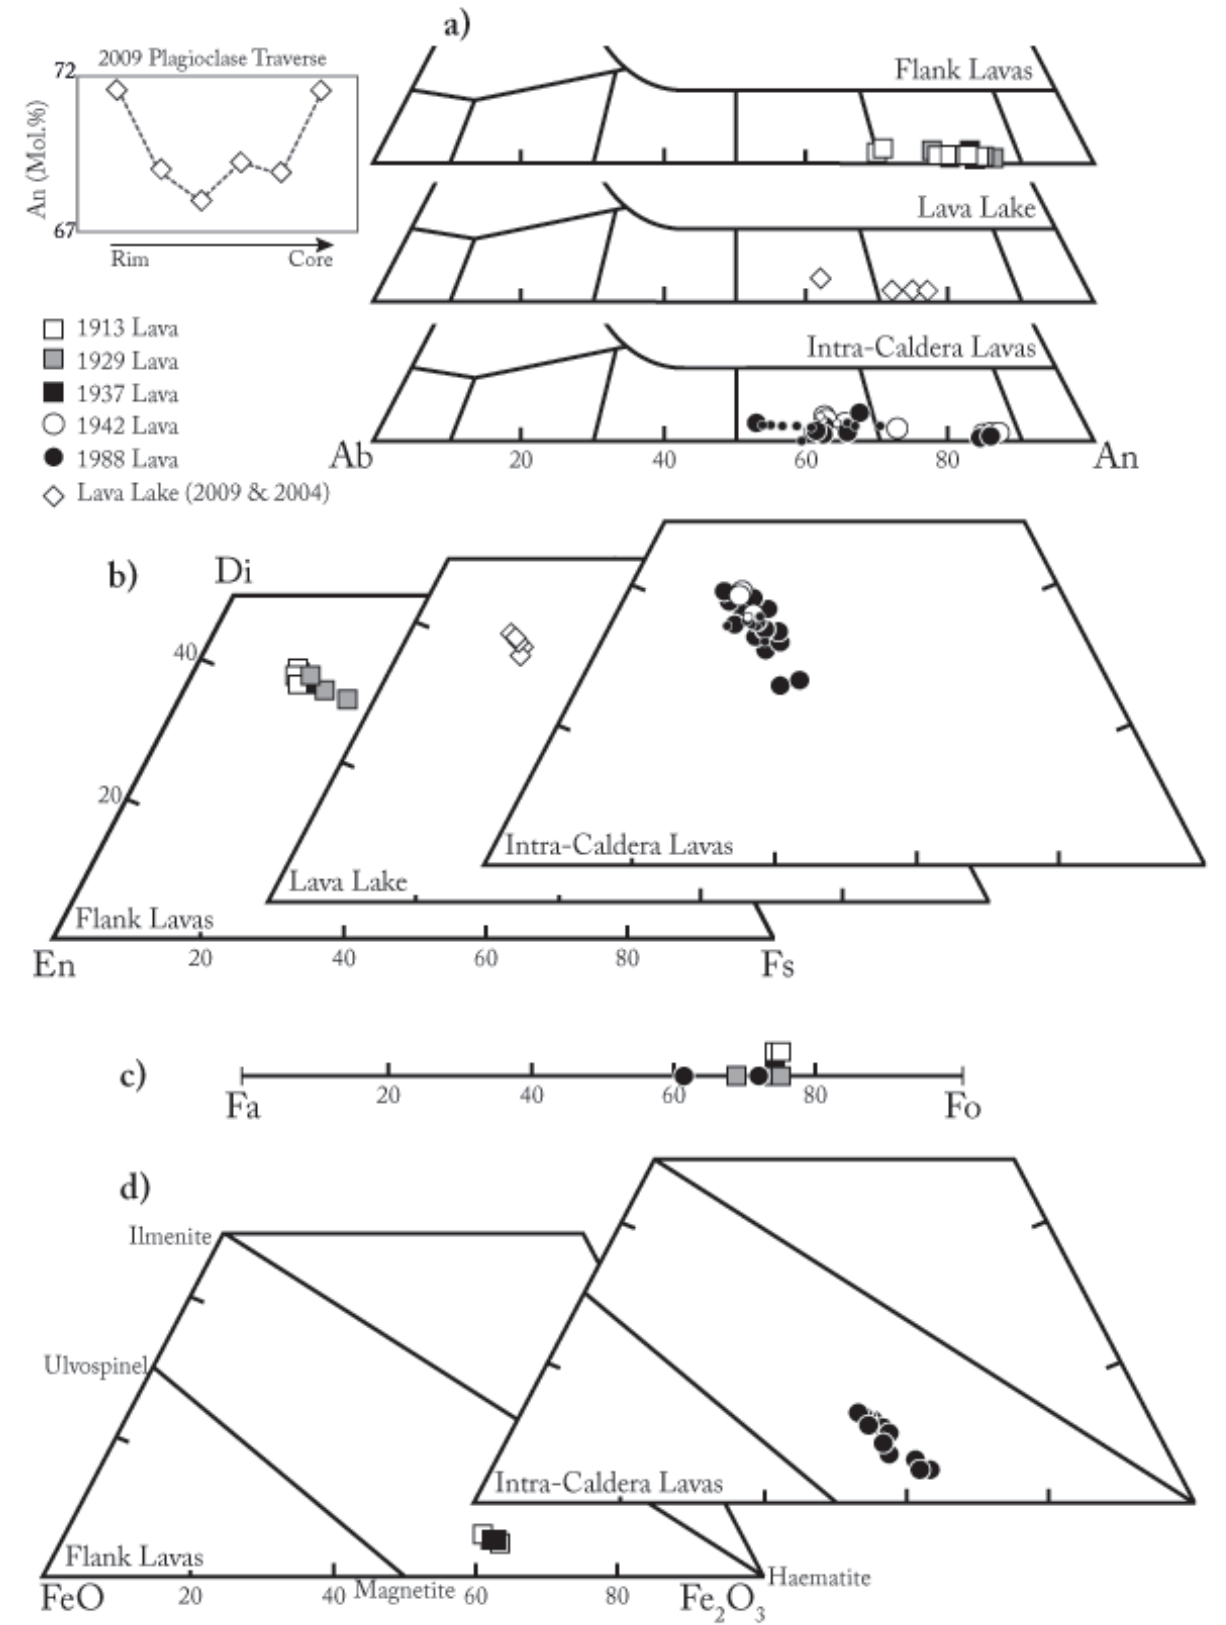 a)
2009 Plagioclase Traverse
72
An (Mol.%)
67
Rim
Core
Flank Lavas
Lava Lake
Intra-Caldera Lavas
Ab
20
40
60
80
An
1913 Lava
1929 Lava
1937 Lava
1942 Lava
1988 Lava
Lava Lake (2009 & 2004)
b)
Di
40
20
Intra-Caldera Lavas
Lava Lake
Flank Lavas
En
20
40
60
80
Fs
c)
Fa
20
40
60
80
Fo
d)
Ilmenite
Ulvospinel
Intra-Caldera Lavas
Flank Lavas
FeO
20
40
Magnetite
60
80
Fe₂O₃
Haematite